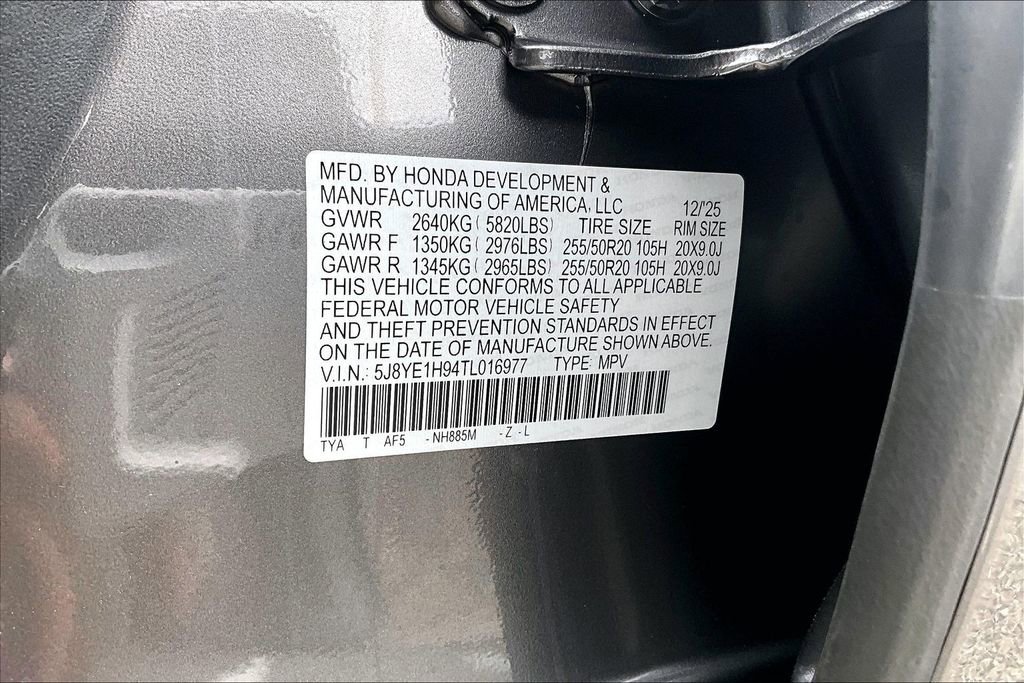 MFD. BY HONDA DEVELOPMENT &
MANUFACTURING OF AMERICA, LLC 12/'25
GVWR 2640KG ( 5820LBS) TIRE SIZE RIM SIZE
GAWR F 1350KG ( 2976LBS) 255/50R20 105H 20X9.0J
GAWR R 1345KG ( 2965LBS) 255/50R20 105H 20X9.0J
THIS VEHICLE CONFORMS TO ALL APPLICABLE
FEDERAL MOTOR VEHICLE SAFETY
AND THEFT PREVENTION STANDARDS IN EFFECT
ON THE DATE OF MANUFACTURE SHOWN ABOVE.
V.I.N.: 5J8YE1H94TL016977 TYPE: MPV
TYA T AF5 - NH885M - Z - L